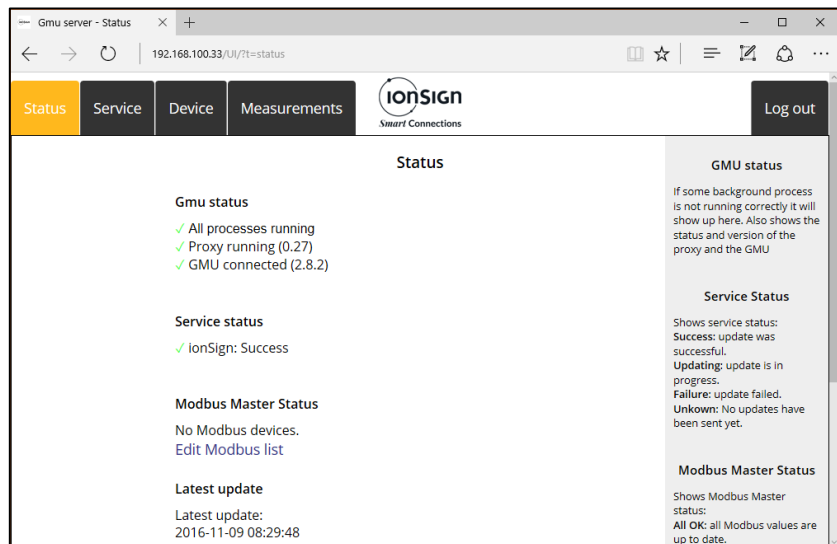 Gmu server - Status
192.168.100.33/UI/?t=status
Status
Service
Device
Measurements
ionSIGN
Smart Connections
Log out
Status
Gmu status
✓ All processes running
✓ Proxy running (0.27)
✓ GMU connected (2.8.2)
Service status
✓ ionSign: Success
Modbus Master Status
No Modbus devices.
Edit Modbus list
Latest update
Latest update:
2016-11-09 08:29:48
GMU status
If some background process
is not running correctly it will
show up here. Also shows the
status and version of the
proxy and the GMU
Service Status
Shows service status:
Success: update was
successful.
Updating: update is in
progress.
Failure: update failed.
Unkown: No updates have
been sent yet.
Modbus Master Status
Shows Modbus Master
status:
All OK: all Modbus values are
up to date.